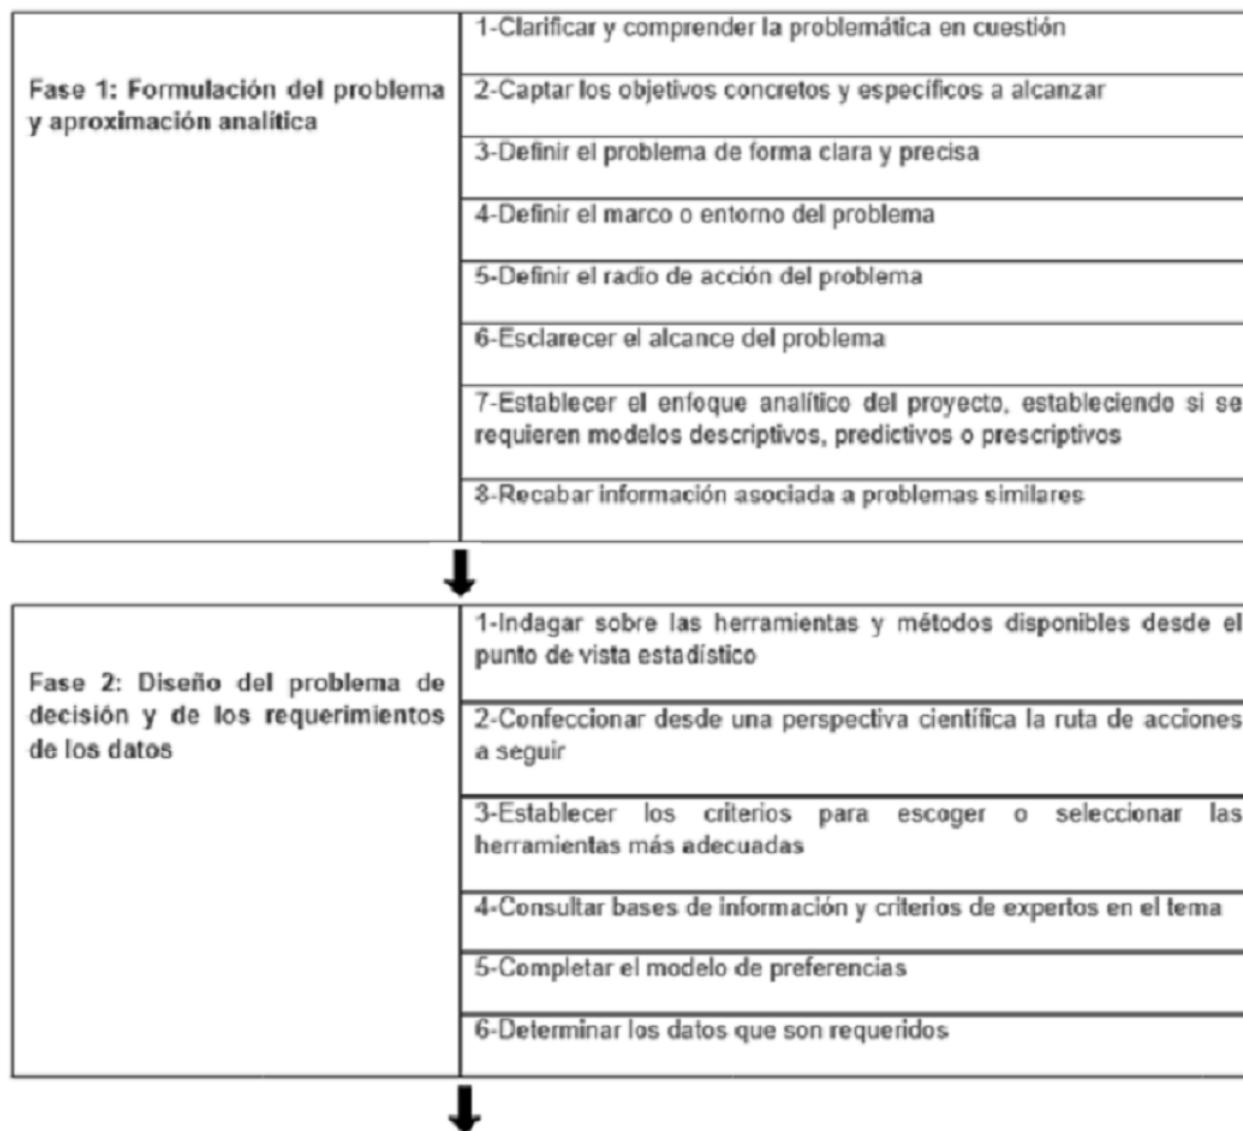 Fase 1: Formulación del problema
y aproximación analítica
1-Clarificar y comprender la problemática en cuestión
2-Captar los objetivos concretos y específicos a alcanzar
3-Definir el problema de forma clara y precisa
4-Definir el marco o entorno del problema
5-Definir el radio de acción del problema
6-Esclarecer el alcance del problema
7-Establecer el enfoque analítico del proyecto, estableciendo si se
requieren modelos descriptivos, predictivos o prescriptivos
8-Recabar información asociada a problemas similares
Fase 2: Diseño del problema de
decisión y de los requerimientos
de los datos
1-Indagar sobre las herramientas y métodos disponibles desde el
punto de vista estadístico
2-Confeccionar desde una perspectiva científica la ruta de acciones
a seguir
3-Establecer los criterios para escoger o seleccionar las
herramientas más adecuadas
4-Consultar bases de información y criterios de expertos en el tema
5-Completar el modelo de preferencias
6-Determinar los datos que son requeridos